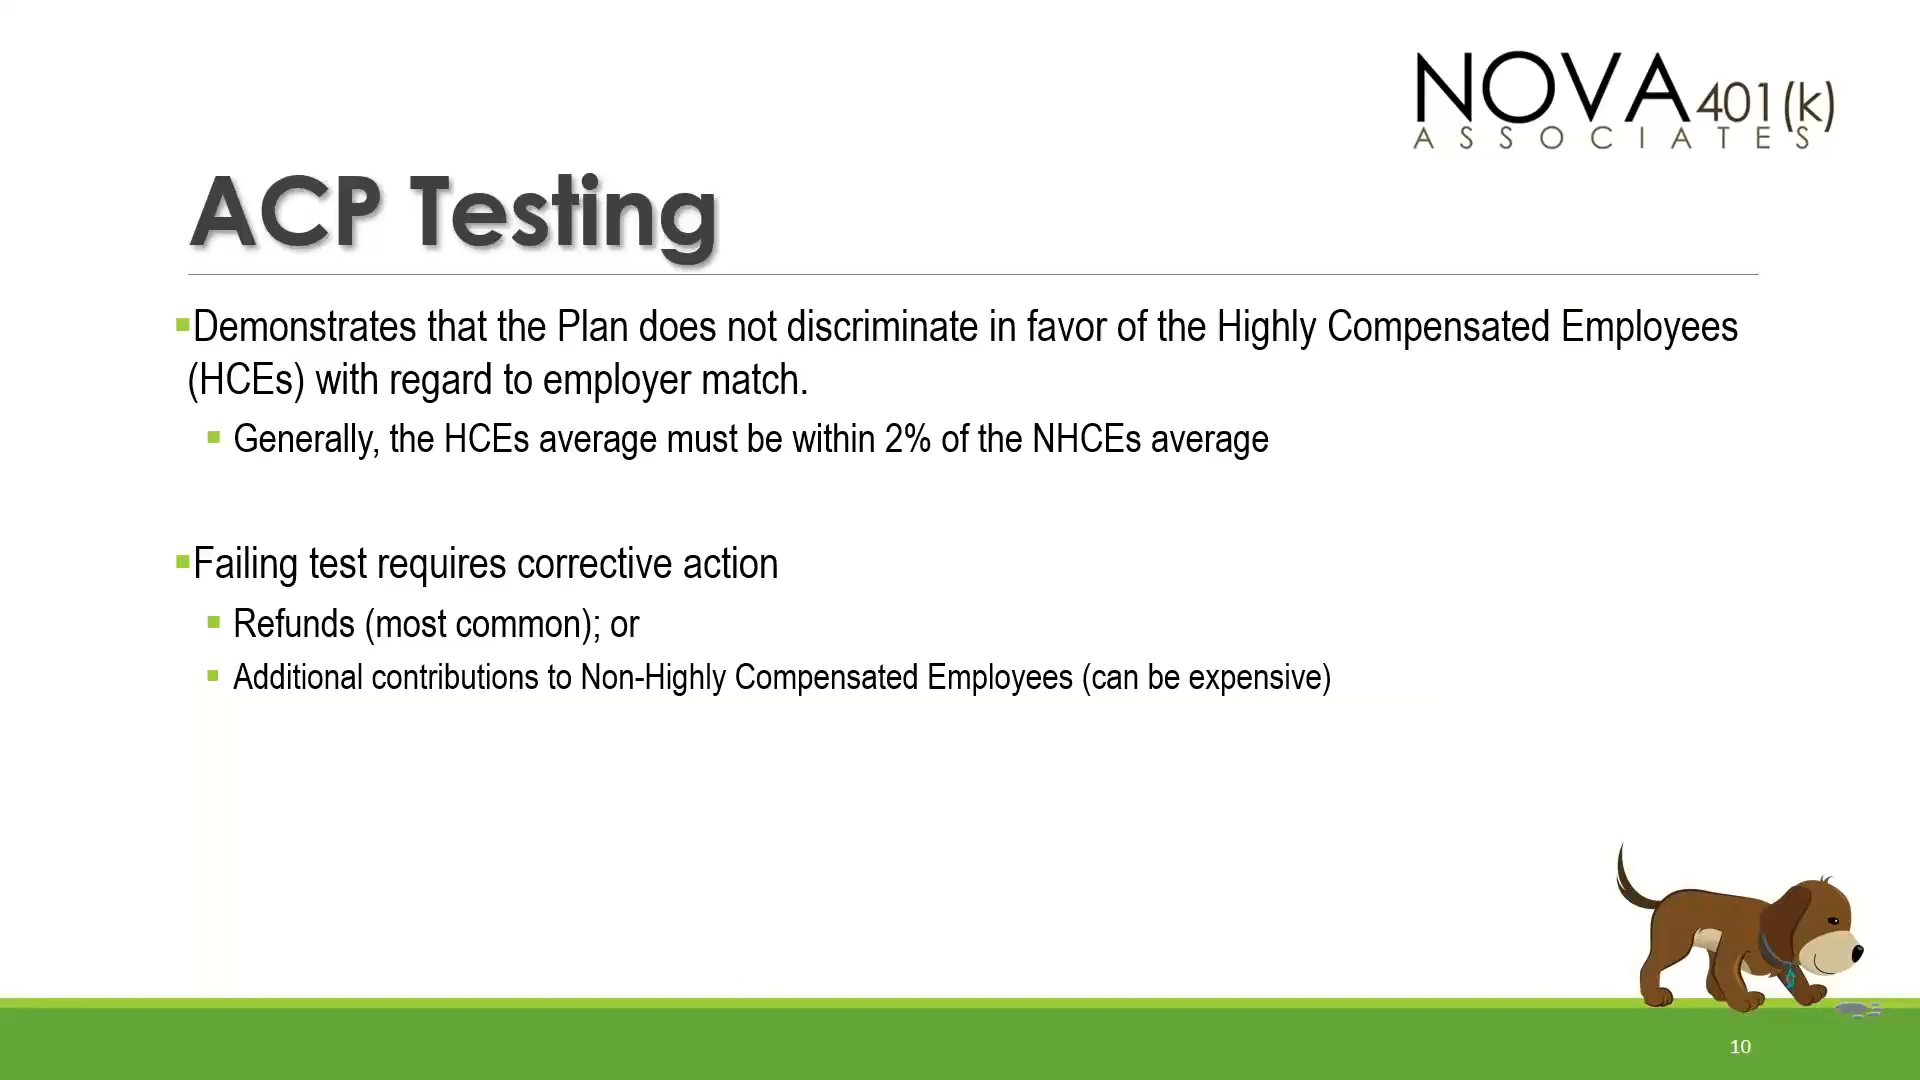 NOVA 401(k)
ASSOCIATES
ACP Testing
Demonstrates that the Plan does not discriminate in favor of the Highly Compensated Employees
(HCEs) with regard to employer match.
Generally, the HCEs average must be within 2% of the NHCEs average
Failing test requires corrective action
Refunds (most common); or
Additional contributions to Non-Highly Compensated Employees (can be expensive)
10